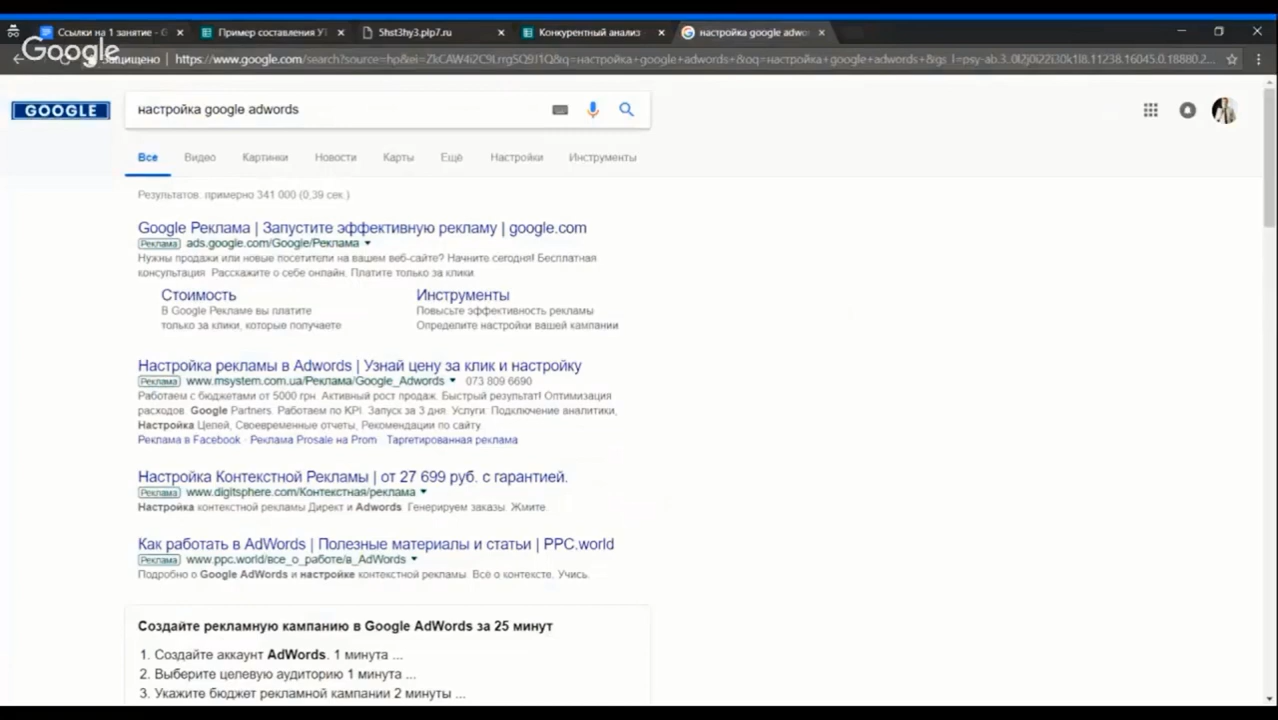 Ссылки на 1 занятие - G
Пример составления УТ
5hst3hy3.plp7.ru
Конкурентный анализ
настройка google adwo
Google
Защищено
https://www.google.com/search?source=hp&ei=
GOOGLE
настройка google adwords
Все Видео Картинки Новости Карты Ещё Настройки Инструменты
Результатов: примерно 341 000 (0,39 сек.)
Google Реклама | Запустите эффективную рекламу | google.com
Реклама ads.google.com/Google/Реклама
Нужны продажи или новые посетители на вашем веб-сайте? Начните сегодня! Бесплатная
консультация. Расскажите о себе онлайн. Платите только за клики.
Стоимость
В Google Рекламе вы платите
только за клики, которые получаете
Инструменты
Повысьте эффективность рекламы
Определите настройки вашей кампании
Настройка рекламы в Adwords | Узнай цену за клик и настройку
Реклама www.msystem.com.ua/Реклама/Google_Adwords 073 809 6690
Работаем с бюджетами от 5000 грн. Активный рост продаж. Быстрый результат! Оптимизация
расходов. Google Partners. Работаем по KPI. Запуск за 3 дня. Услуги: Подключение аналитики,
Настройка Целей, Своевременные отчеты, Рекомендации по сайту.
Реклама в Facebook · Реклама Prosale на Prom · Таргетированная реклама
Настройка Контекстной Рекламы | от 27 699 руб. с гарантией.
Реклама www.digitsphere.com/Контекстная/реклама
Настройка контекстной рекламы Директ и Adwords. Генерируем заказы. Жмите.
Как работать в AdWords | Полезные материалы и статьи | PPC.world
Реклама www.ppc.world/все_о_работе/в_AdWords
Подробно о Google AdWords и настройке контекстной рекламы. Всё о контексте. Учись.
Создайте рекламную кампанию в Google AdWords за 25 минут
1. Создайте аккаунт AdWords. 1 минута ...
2. Выберите целевую аудиторию 1 минута ...
3. Укажите бюджет рекламной кампании 2 минуты ...